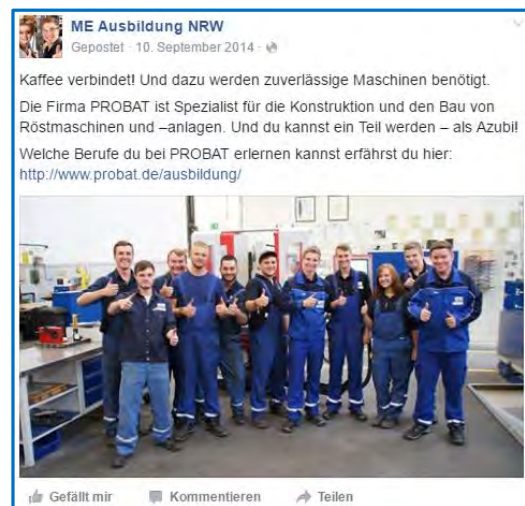 ME Ausbildung NRW
Gepostet · 10. September 2014 ·
Kaffee verbindet! Und dazu werden zuverlässige Maschinen benötigt.
Die Firma PROBAT ist Spezialist für die Konstruktion und den Bau von
Röstmaschinen und –anlagen. Und du kannst ein Teil werden – als Azubi!
Welche Berufe du bei PROBAT erlernen kannst erfährst du hier:
http://www.probat.de/ausbildung/
Gefällt mir Kommentieren Teilen